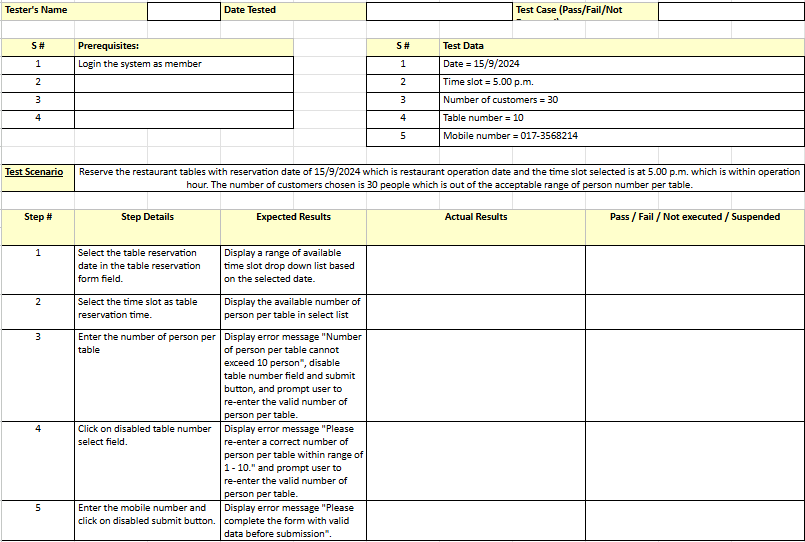 Tester's Name Date Tested Test Case (Pass/Fail/Not
S # Prerequisites: S # Test Data
1 Login the system as member 1 Date = 15/9/2024
2 2 Time slot = 5.00 p.m.
3 3 Number of customers = 30
4 4 Table number = 10
5 Mobile number = 017-3568214
Test Scenario Reserve the restaurant tables with reservation date of 15/9/2024 which is restaurant operation date and the time slot selected is at 5.00 p.m. which is within operation
hour. The number of customers chosen is 30 people which is out of the acceptable range of person number per table.
Step # Step Details Expected Results Actual Results Pass / Fail / Not executed / Suspended
1 Select the table reservation
date in the table reservation
form field.
Display a range of available
time slot drop down list based
on the selected date.
2 Select the time slot as table
reservation time.
Display the available number of
person per table in select list
3 Enter the number of person per
table
Display error message "Number
of person per table cannot
exceed 10 person", disable
table number field and submit
button, and prompt user to
re-enter the valid number of
person per table.
4 Click on disabled table number
select field.
Display error message "Please
re-enter a correct number of
person per table within range of
1 - 10." and prompt user to
re-enter the valid number of
person per table.
5 Enter the mobile number and
click on disabled submit button.
Display error message "Please
complete the form with valid
data before submission".